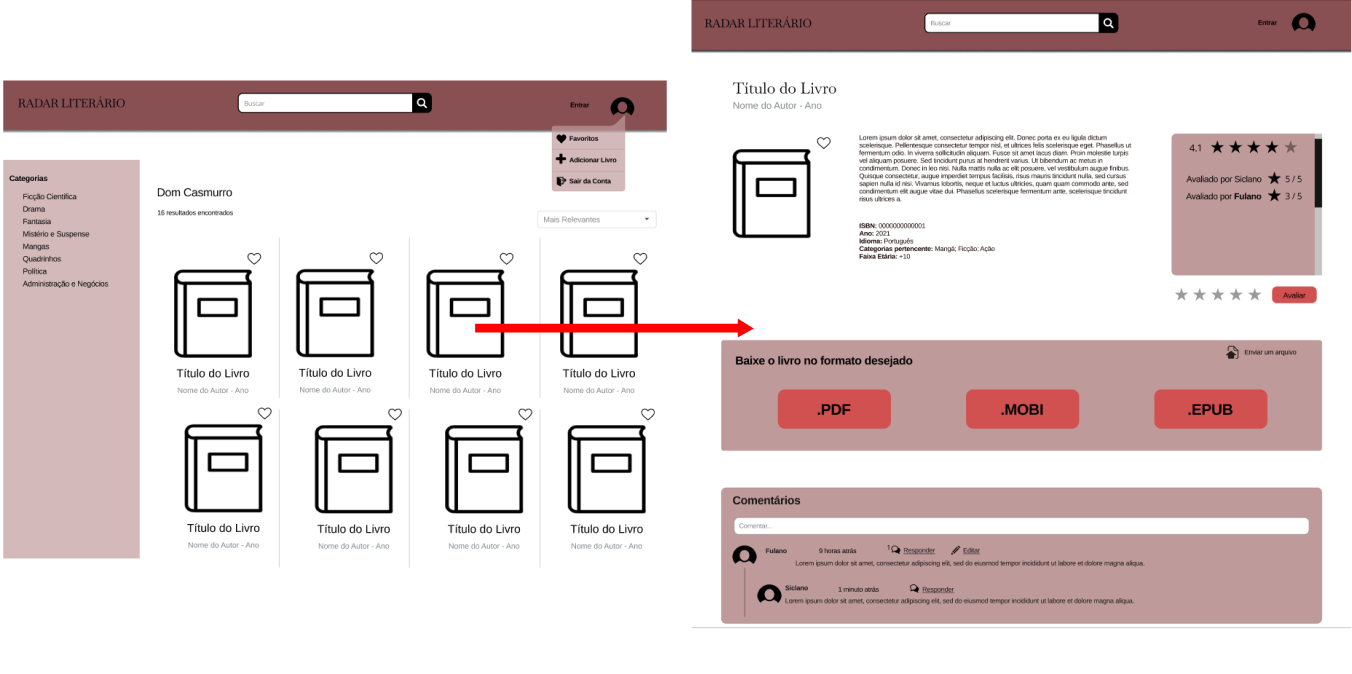 RADAR LITERÁRIO
Buscar
Entrar
Favoritos
Adicionar Livro
Sair da Conta
Categorias
Ficção Científica
Drama
Fantasia
Mistério e Suspense
Mangas
Quadrinhos
Política
Administração e Negócios
Dom Casmurro
16 resultados encontrados
Mais Relevantes
Título do Livro
Nome do Autor - Ano
Título do Livro
Nome do Autor - Ano
Título do Livro
Nome do Autor - Ano
Título do Livro
Nome do Autor - Ano
Título do Livro
Nome do Autor - Ano
Título do Livro
Nome do Autor - Ano
Título do Livro
Nome do Autor - Ano
Título do Livro
Nome do Autor - Ano
RADAR LITERÁRIO
Buscar
Entrar
Título do Livro
Nome do Autor - Ano
Lorem ipsum dolor sit amet, consectetur adipiscing elit. Donec porta ex eu ligula dictum
scelerisque. Pellentesque consectetur tempor nisl, et ultrices felis scelerisque eget. Phasellus ut
fermentum odio. In viverra sollicitudin aliquam. Fusce sit amet lacus diam. Proin molestie turpis
vel aliquam posuere. Sed tincidunt purus at hendrerit varius. Ut bibendum ac metus in
condimentum. Donec in leo nisi. Nulla mattis nulla ac elit posuere, vel vestibulum augue finibus.
Quisque consectetur, augue imperdiet tempus facilisis, risus mauris tincidunt nulla, sed cursus
sapien nulla id nisi. Vivamus lobortis, neque et luctus ultricies, quam quam commodo ante, sed
condimentum elit augue vitae dui. Phasellus scelerisque fermentum ante, scelerisque tincidunt
risus ultrices a.
ISBN: 0000000000001
Ano: 2021
Idioma: Português
Categorias pertencente: Mangá; Ficção; Ação
Faixa Etária: +10
4.1
Avaliado por Siclano 5 / 5
Avaliado por Fulano 3 / 5
Avaliar
Baixe o livro no formato desejado
Enviar um arquivo
.PDF
.MOBI
.EPUB
Comentários
Comentar...
Fulano 9 horas atrás 1 Responder Editar
Lorem ipsum dolor sit amet, consectetur adipiscing elit, sed do eiusmod tempor incididunt ut labore et dolore magna aliqua.
Siclano 1 minuto atrás Responder
Lorem ipsum dolor sit amet, consectetur adipiscing elit, sed do eiusmod tempor incididunt ut labore et dolore magna aliqua.